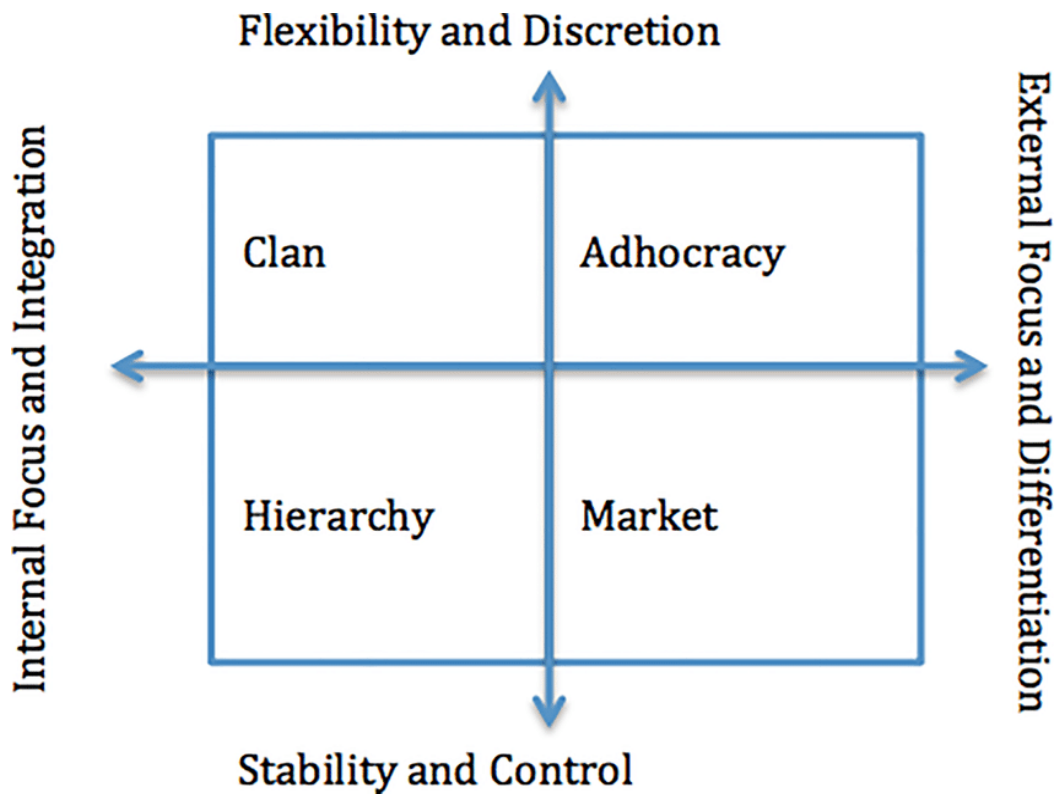 Flexibility and Discretion
Internal Focus and Integration
External Focus and Differentiation
Clan
Adhocracy
Hierarchy
Market
Stability and Control